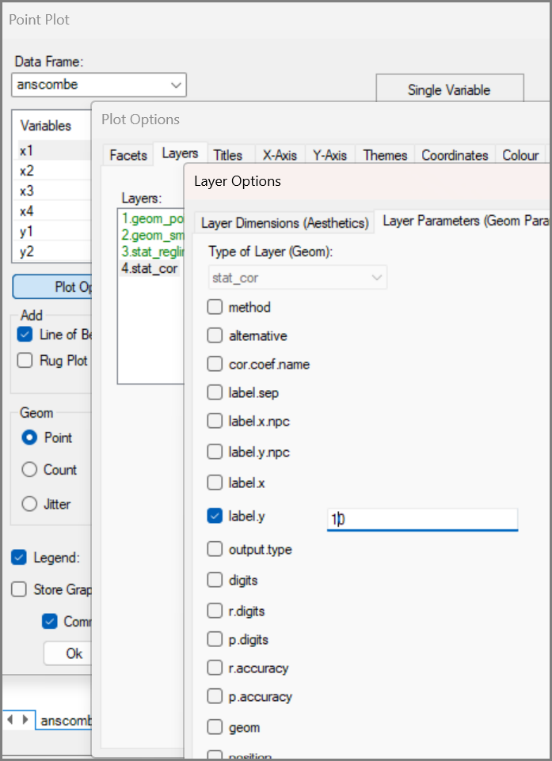 Point Plot
Data Frame:
anscombe
Single Variable
Variables
x1
x2
x3
x4
y1
y2
Plot Op
Add
Line of Be
Rug Plot
Geom
Point
Count
Jitter
Legend:
Store Grap
Comm
Ok
anscomb
Plot Options
Facets Layers Titles X-Axis Y-Axis Themes Coordinates Colour
Layers:
1.geom_po
2.geom_sm
3.stat_reglin
4.stat_cor
Layer Options
Layer Dimensions (Aesthetics) Layer Parameters (Geom Para
Type of Layer (Geom):
stat_cor
method
alternative
cor.coef.name
label.sep
label.x.npc
label.y.npc
label.x
label.y 10
output.type
digits
r.digits
p.digits
r.accuracy
p.accuracy
geom
position